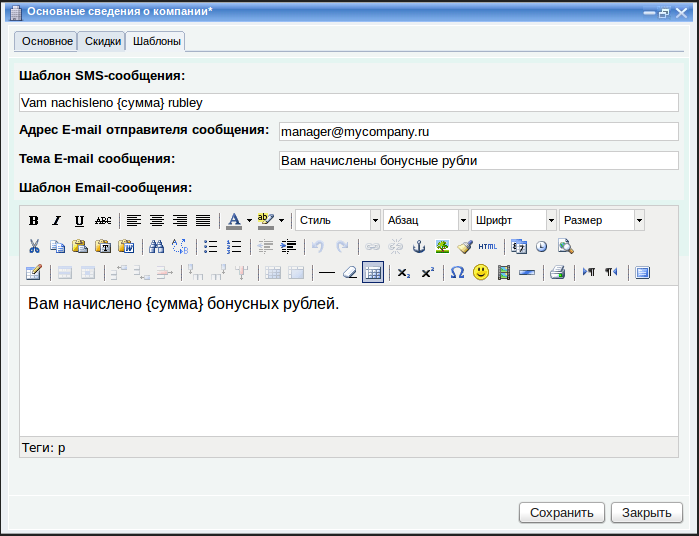 Основные сведения о компании*
Основное Скидки Шаблоны
Шаблон SMS-сообщения:
Vam nachisleno {сумма} rubley
Адрес E-mail отправителя сообщения: manager@mycompany.ru
Тема E-mail сообщения: Вам начислены бонусные рубли
Шаблон Email-сообщения:
B I U ABC A ab Стиль Абзац Шрифт Размер
HTML
Вам начислено {сумма} бонусных рублей.
Теги: p
Сохранить Закрыть